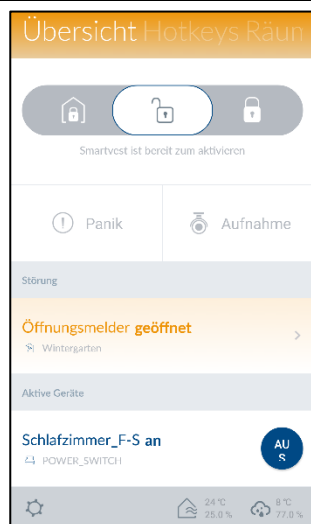 Übersicht Hotkeys Räun
Smartvest ist bereit zum aktivieren
Panik
Aufnahme
Störung
Öffnungsmelder geöffnet
Wintergarten
Aktive Geräte
Schlafzimmer_F-S an
AU
S
POWER_SWITCH
24 °C
25.0 %
8 °C
77.0 %